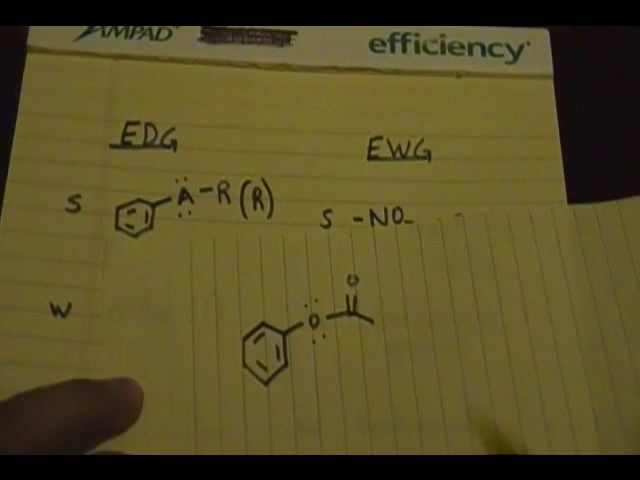 AMPAD efficiency
EDG EWG
S A-R(R) S -NO-
W
O
O